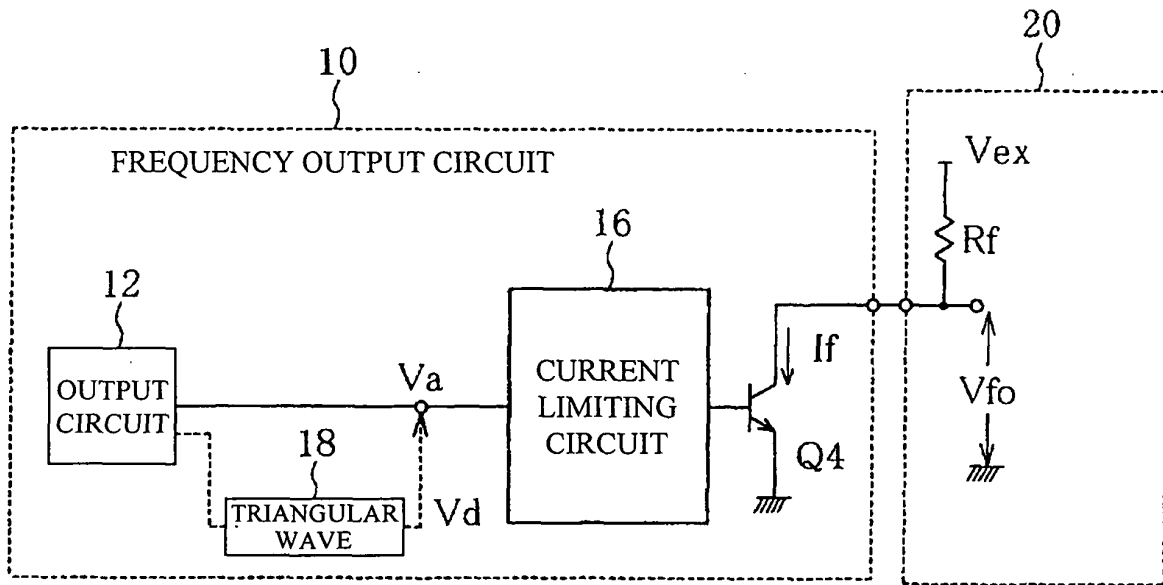 10
20
FREQUENCY OUTPUT CIRCUIT
Vex
Rf
16
12
OUTPUT
CIRCUIT
Va
CURRENT
LIMITING
CIRCUIT
If
Vfo
Q4
18
TRIANGULAR
WAVE
Vd